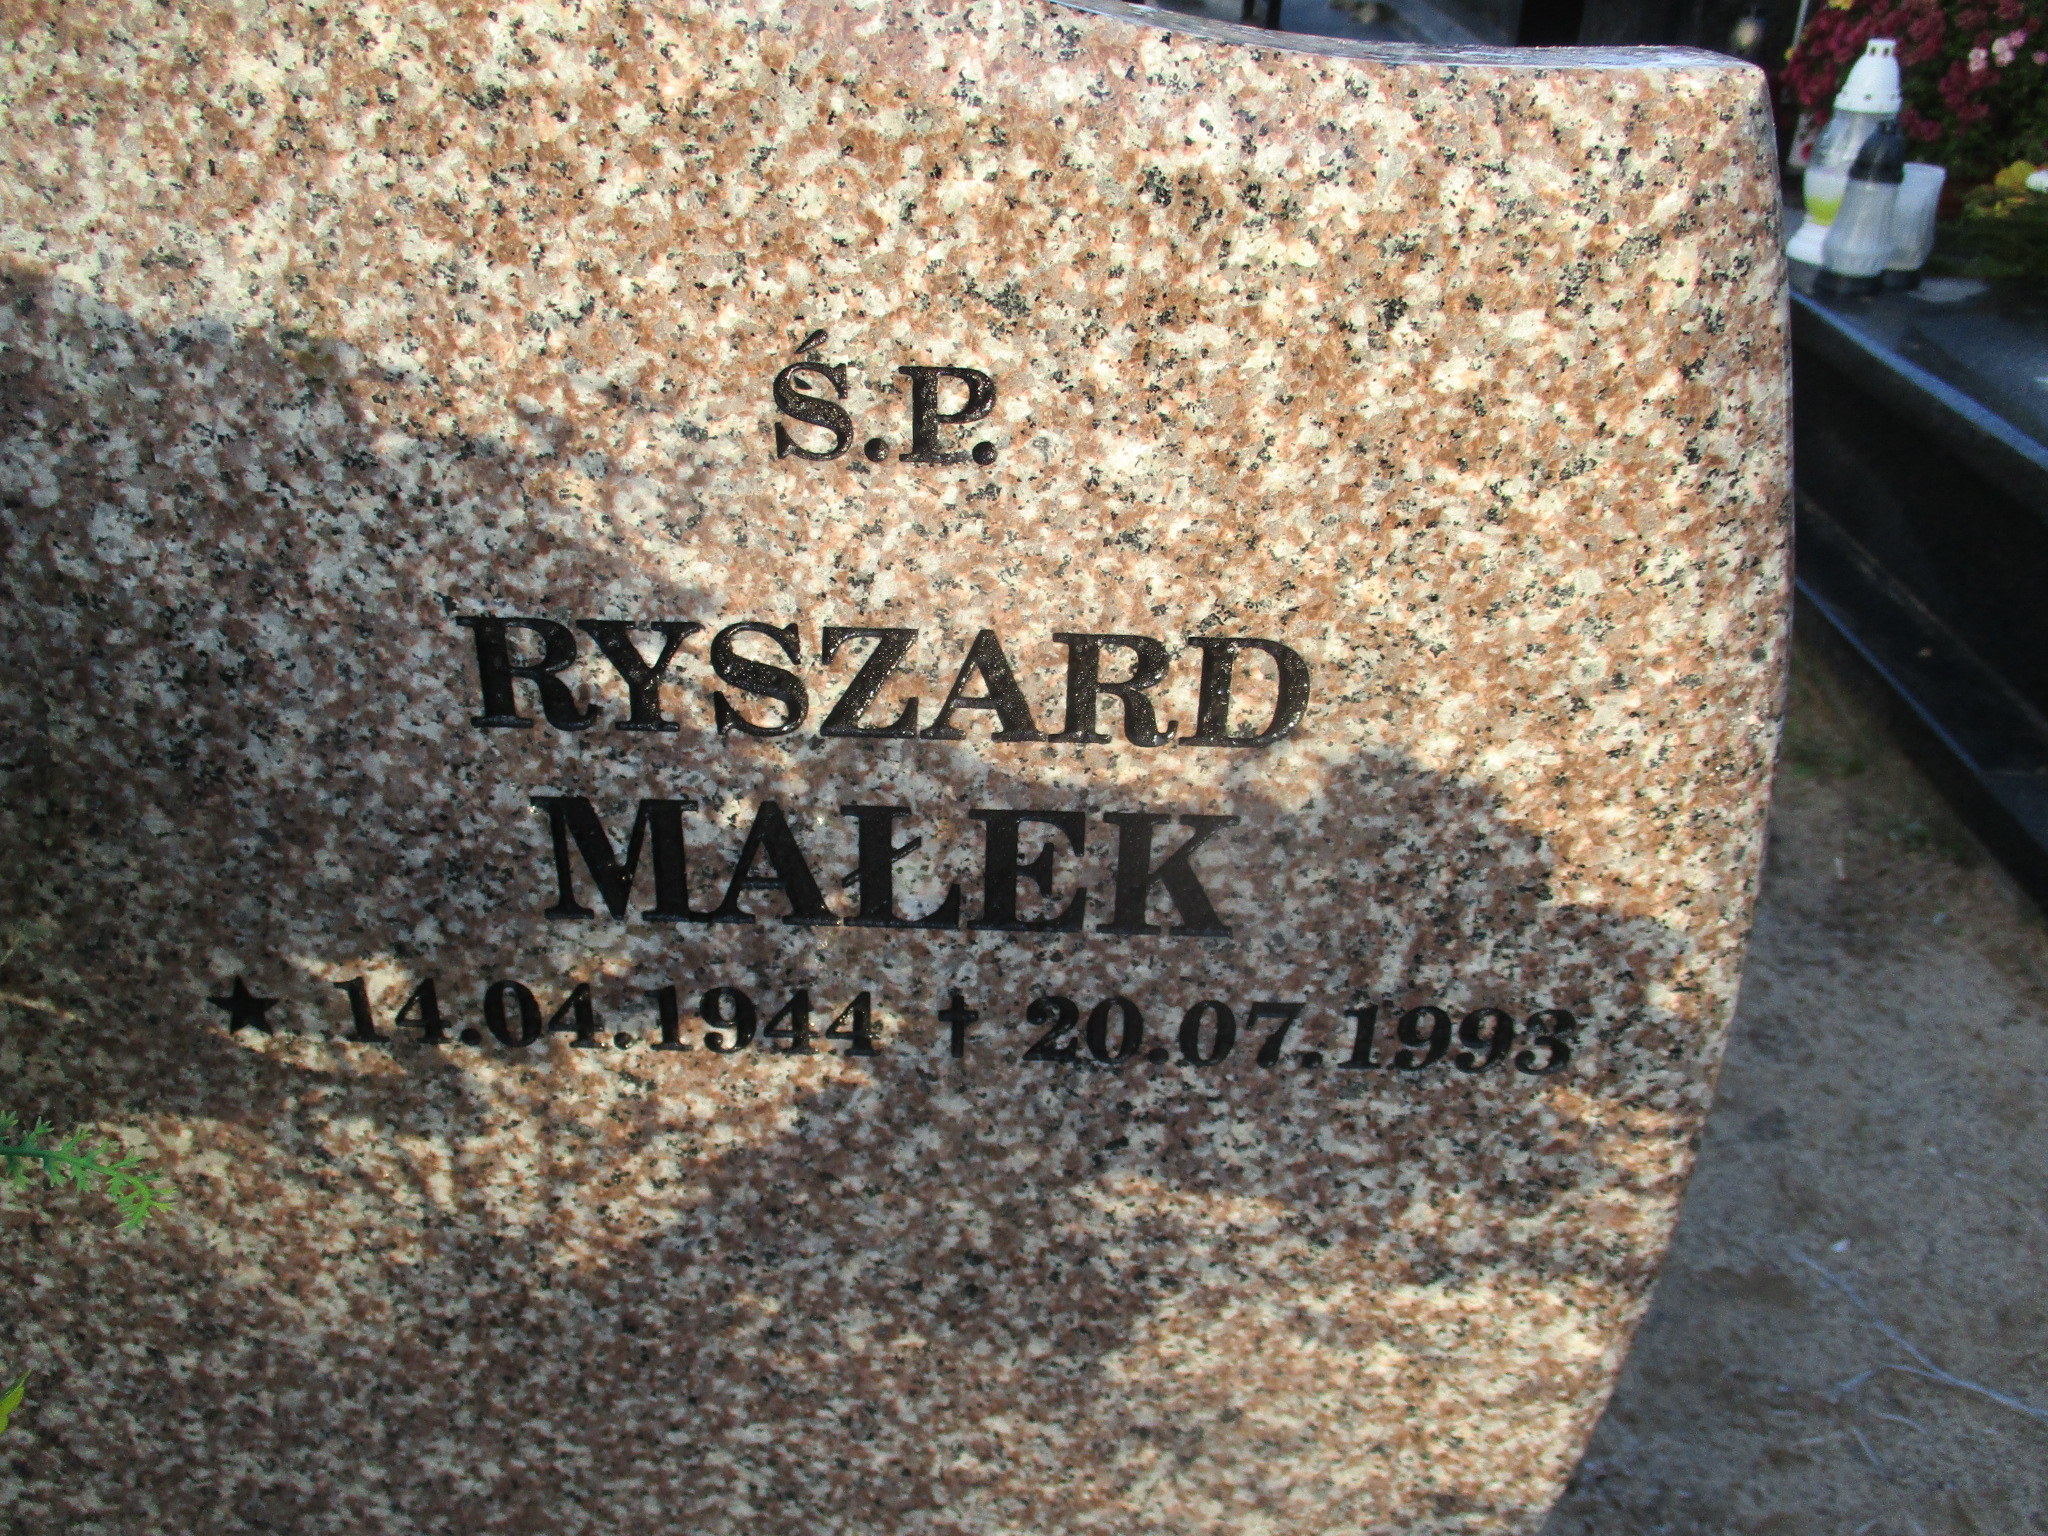 Ś.P.
RYSZARD
MAŁEK
★ 14.04.1944 ✝ 20.07.1993